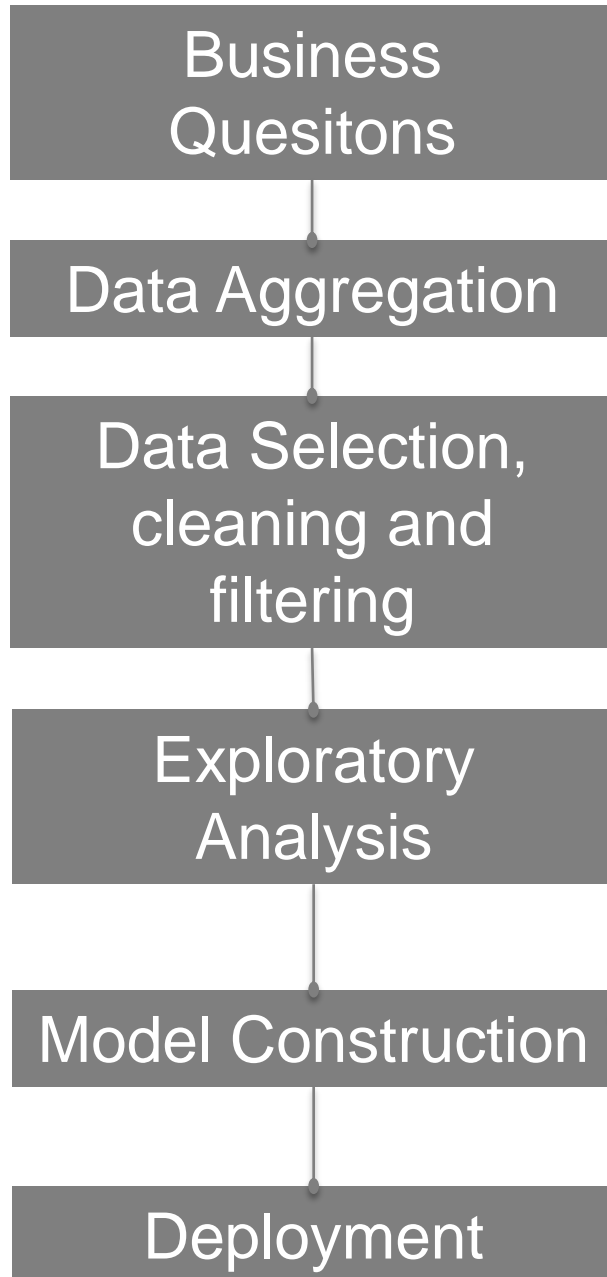 Business
Quesitons
Data Aggregation
Data Selection,
cleaning and
filtering
Exploratory
Analysis
Model Construction
Deployment